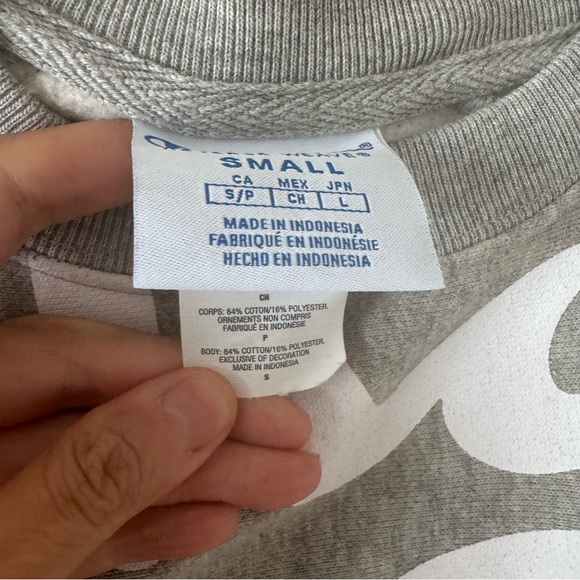 WEAVE®
SMALL
CA MEX JPN
S/P CH L
MADE IN INDONESIA
FABRIQUÉ EN INDONÉSIE
HECHO EN INDONESIA
CH
CORPS: 84% COTON/16% POLYESTER.
ORNEMENTS NON COMPRIS
FABRIQUÉ EN INDONÉSIE
P
BODY: 84% COTTON/16% POLYESTER.
EXCLUSIVE OF DECORATION
MADE IN INDONESIA
S